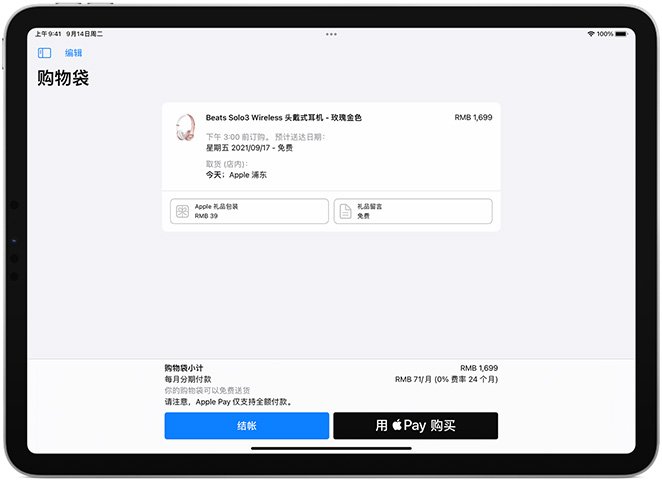 上午9:41 9月14日周二
100%
编辑
购物袋
Beats Solo3 Wireless 头戴式耳机 - 玫瑰金色
RMB 1,699
下午 3:00 前订购。预计送达日期：
星期五 2021/09/17 - 免费
取货 (店内)：
今天：Apple 浦东
Apple 礼品包装
RMB 39
礼品留言
免费
购物袋小计
RMB 1,699
每月分期付款
RMB 71/月 (0% 费率 24 个月)
你的购物袋可以免费送货
请注意，Apple Pay 仅支持全额付款。
结帐
用 Pay 购买